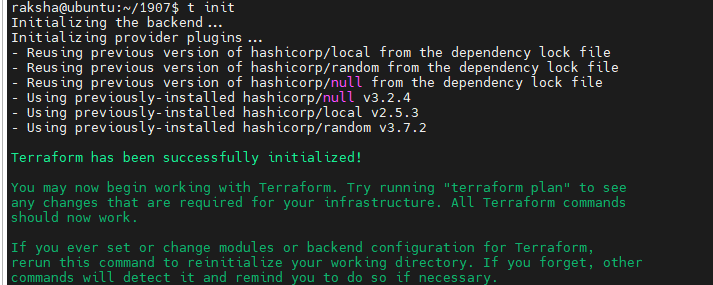 raksha@ubuntu:~/1907$ t init
Initializing the backend...
Initializing provider plugins...
- Reusing previous version of hashicorp/local from the dependency lock file
- Reusing previous version of hashicorp/random from the dependency lock file
- Reusing previous version of hashicorp/null from the dependency lock file
- Using previously-installed hashicorp/null v3.2.4
- Using previously-installed hashicorp/local v2.5.3
- Using previously-installed hashicorp/random v3.7.2
Terraform has been successfully initialized!
You may now begin working with Terraform. Try running "terraform plan" to see
any changes that are required for your infrastructure. All Terraform commands
should now work.
If you ever set or change modules or backend configuration for Terraform,
rerun this command to reinitialize your working directory. If you forget, other
commands will detect it and remind you to do so if necessary.